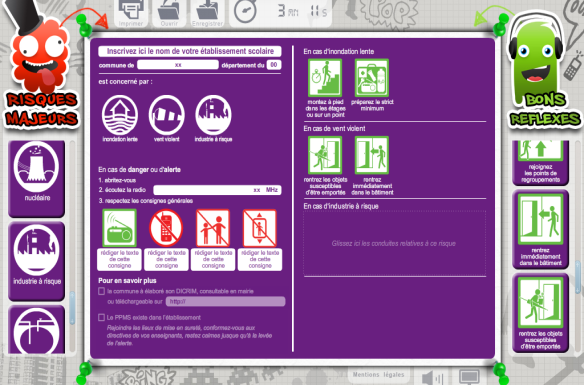 Imprimer
Ouvrir
Enregistrer
3 MN 11 S
RISQUES
MAJEURS
nucléaire
industrie à risque
Inscrivez ici le nom de votre établissement scolaire
commune de xx département du 00
est concerné par :
inondation lente
vent violent
industrie à risque
En cas de danger ou d'alerte
1. abritez-vous
2. écoutez la radio xx MHz
3. respectez les consignes générales
rédiger le texte de cette consigne
rédiger le texte de cette consigne
rédiger le texte de cette consigne
rédiger le texte de cette consigne
Pour en savoir plus
le commune à élaboré son DICRIM, consultable en mairie
ou téléchargeable sur http://
Le PPMS existe dans l'établissement
Rejoindre les lieux de mise en sureté, conformez-vous aux
directives de vos enseignants, restez calmes jusque qu'à la levée
de l'alerte.
En cas d'inondation lente
montez à pied
dans les étages
ou sur un point
préparez le strict
minimum
En cas de vent violent
rentrez les objets
susceptibles
d'être emportés
rentrez
immédiatement
dans le bâtiment
En cas d'industrie à risque
Glissez ici les conduites relatives à ce risque
BONS
REFLEXES
rejoignez
les points de
regroupements
rentrez
immédiatement
dans le bâtiment
rentrez les objets
susceptibles
d'être emportés
Mentions légales